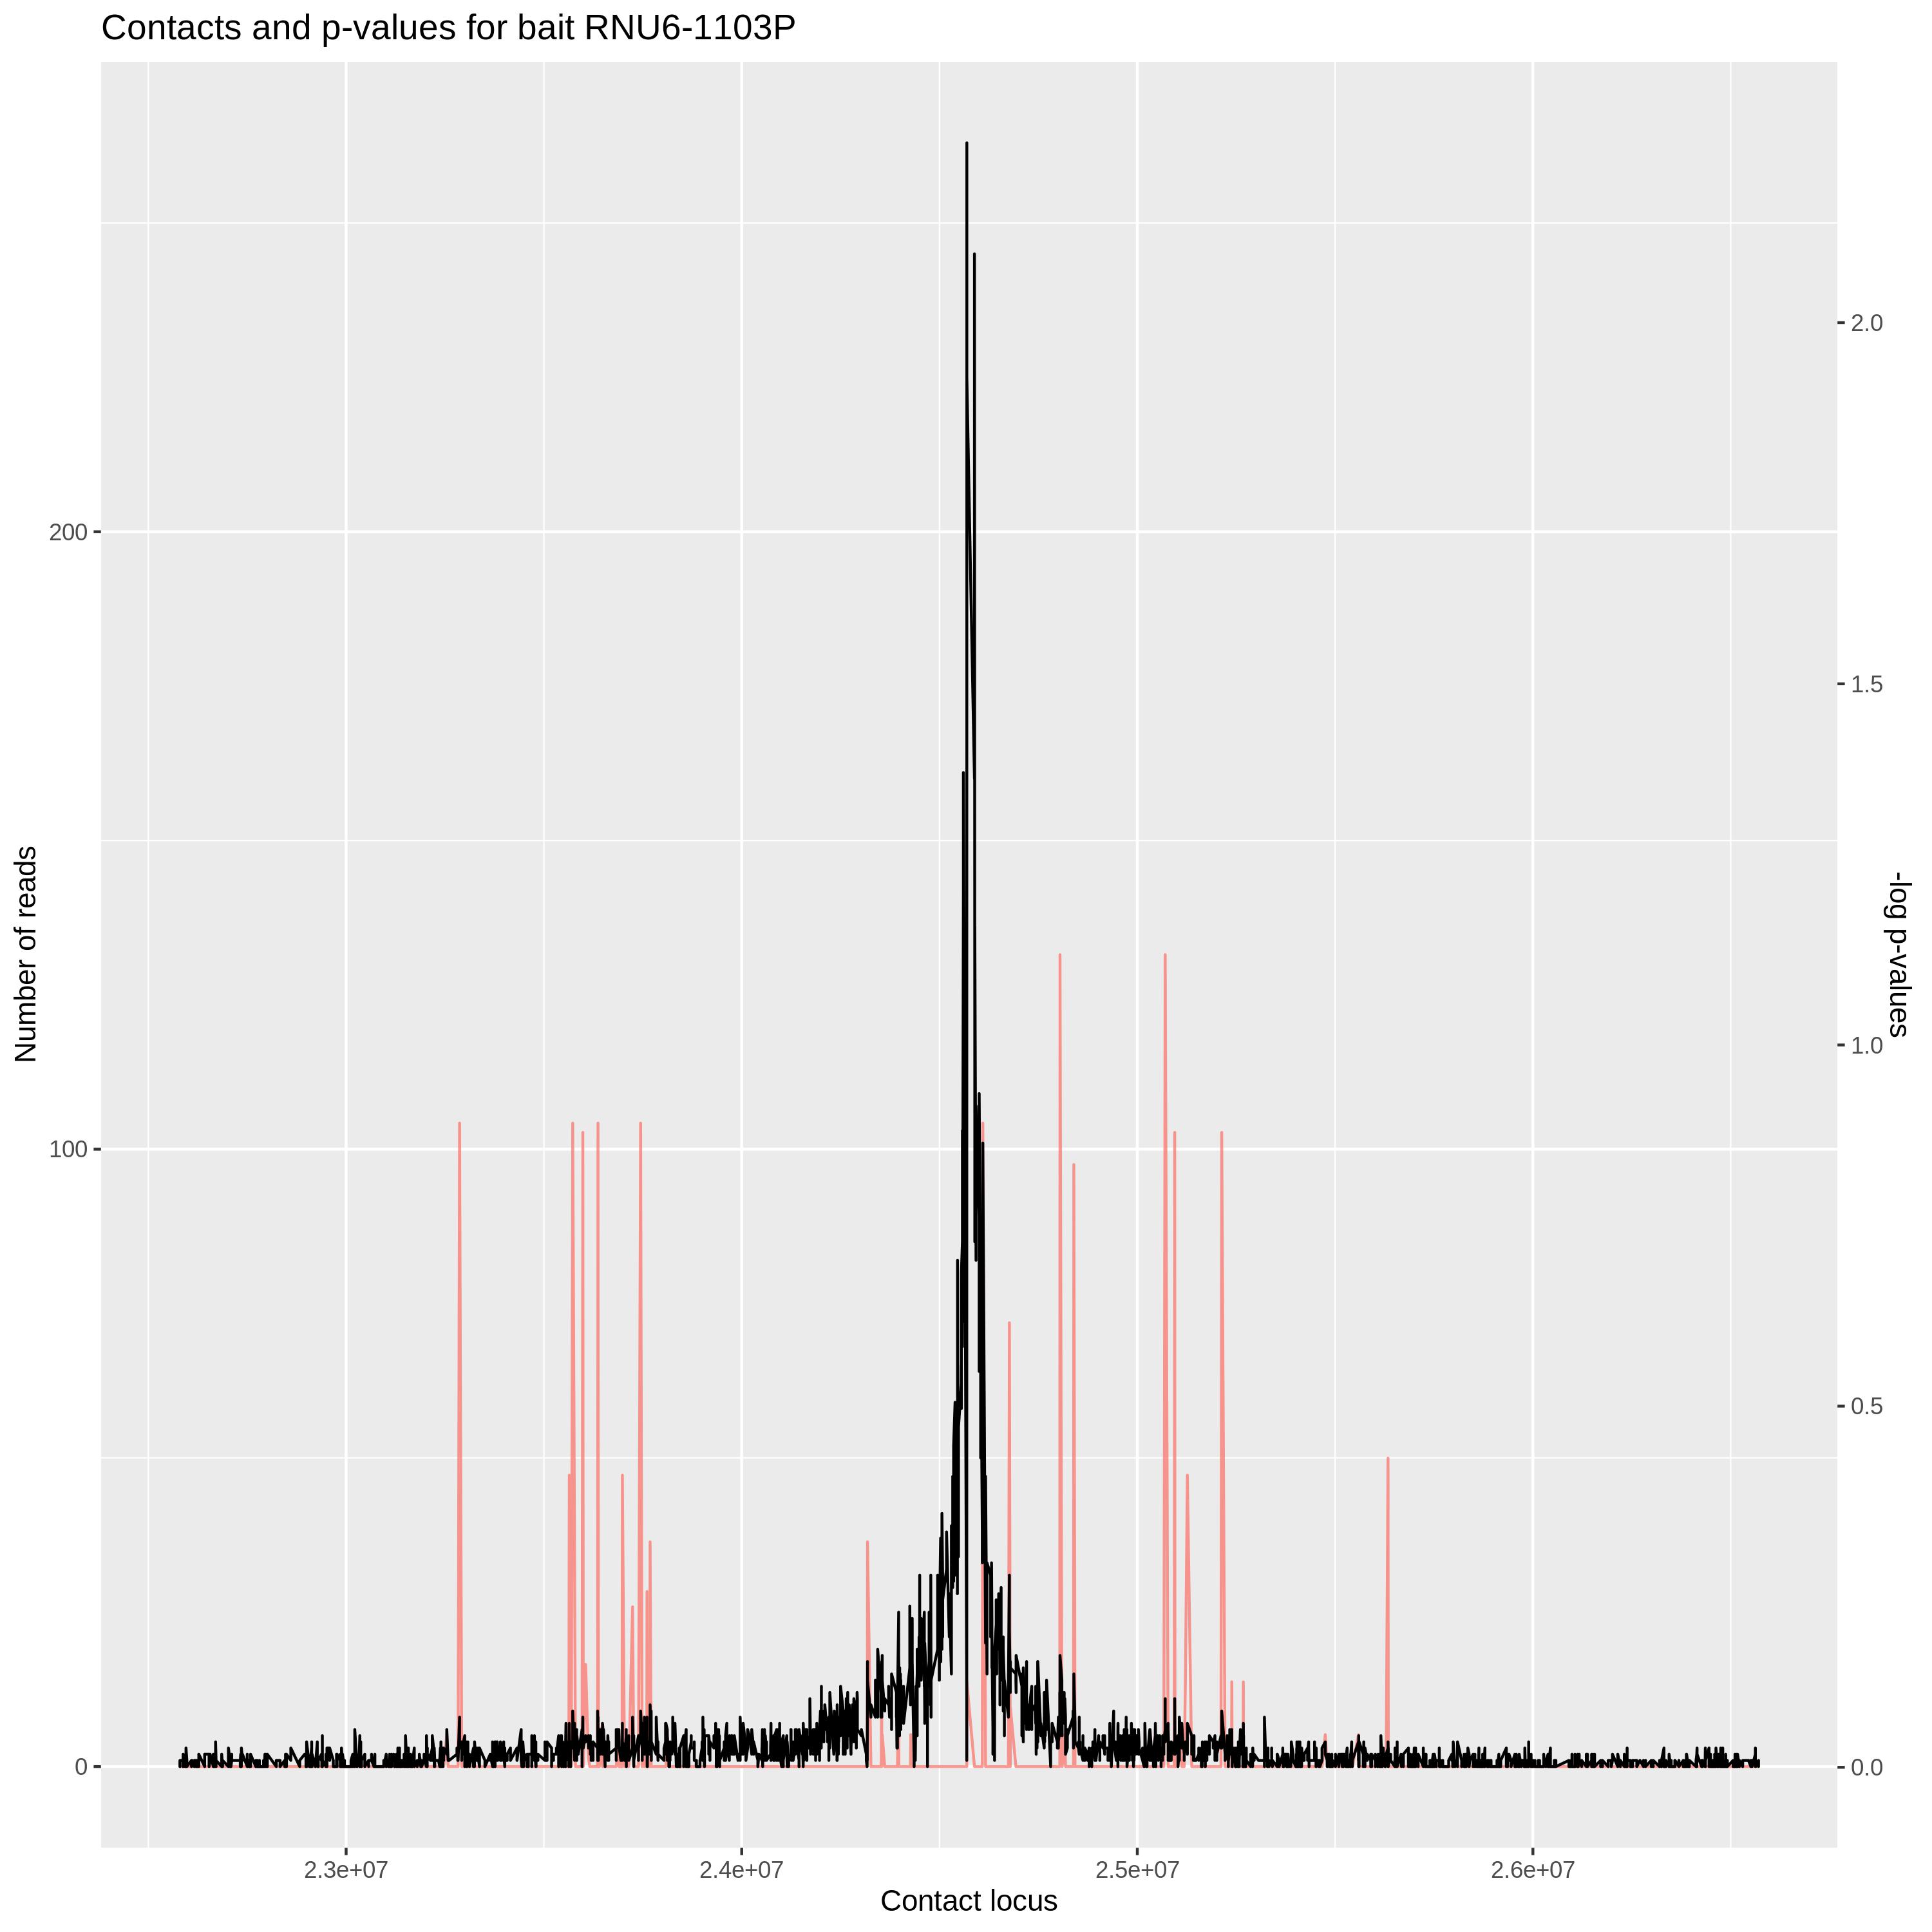 Contacts and p-values for bait RNU6-1103P
Number of reads
200
100
0
2.0
1.5
1.0
0.5
0.0
-log p-values
2.3e+07
2.4e+07
2.5e+07
2.6e+07
Contact locus